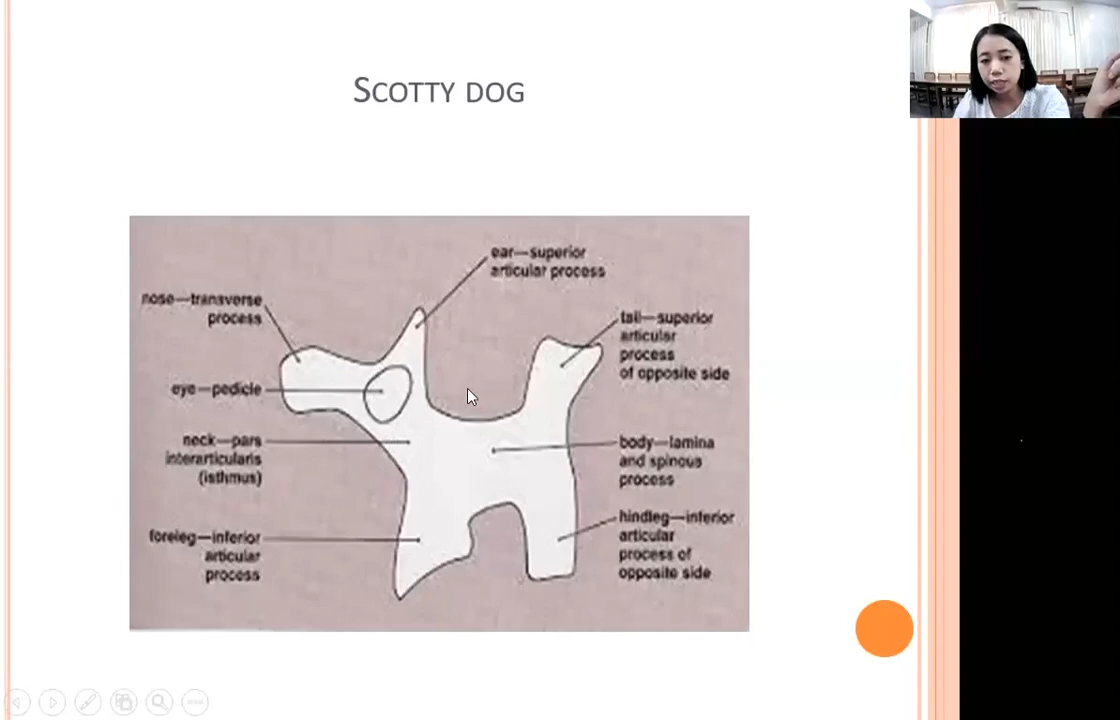 SCOTTY DOG
ear—superior
articular process
nose—transverse
process
tail—superior
articular
process
of opposite side
eye—pedicle
neck—pars
interarticularis
(isthmus)
body—lamina
and spinous
process
foreleg—inferior
articular
process
hindleg—inferior
articular
process of
opposite side